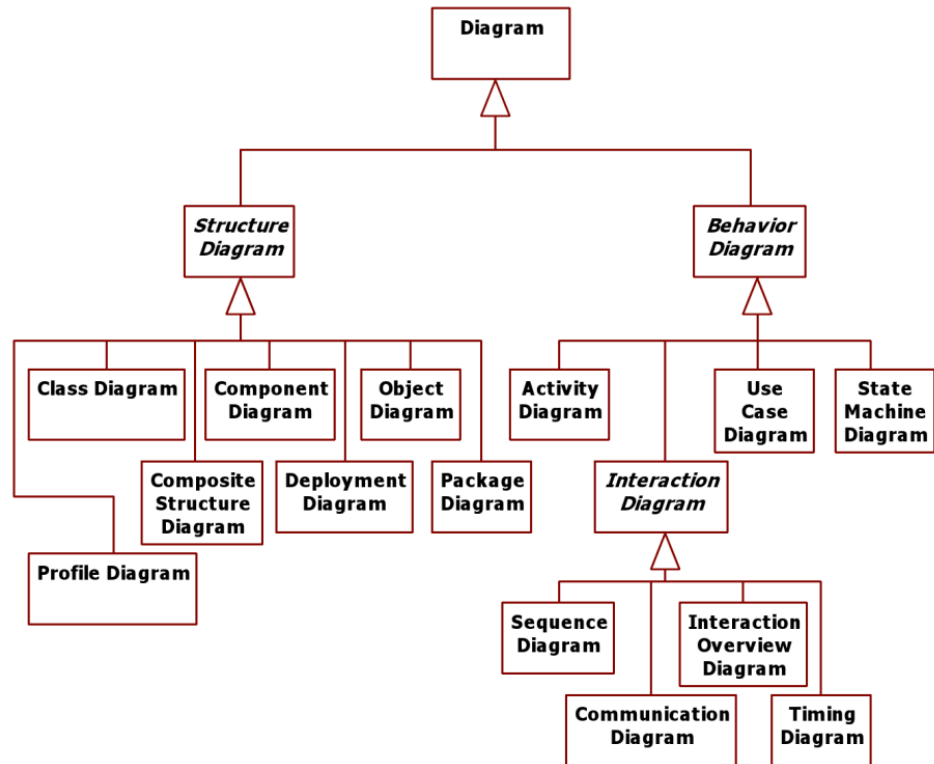 Diagram
Structure
Diagram
Behavior
Diagram
Class Diagram
Component
Diagram
Object
Diagram
Activity
Diagram
Use
Case
Diagram
State
Machine
Diagram
Composite
Structure
Diagram
Deployment
Diagram
Package
Diagram
Interaction
Diagram
Profile Diagram
Sequence
Diagram
Interaction
Overview
Diagram
Communication
Diagram
Timing
Diagram